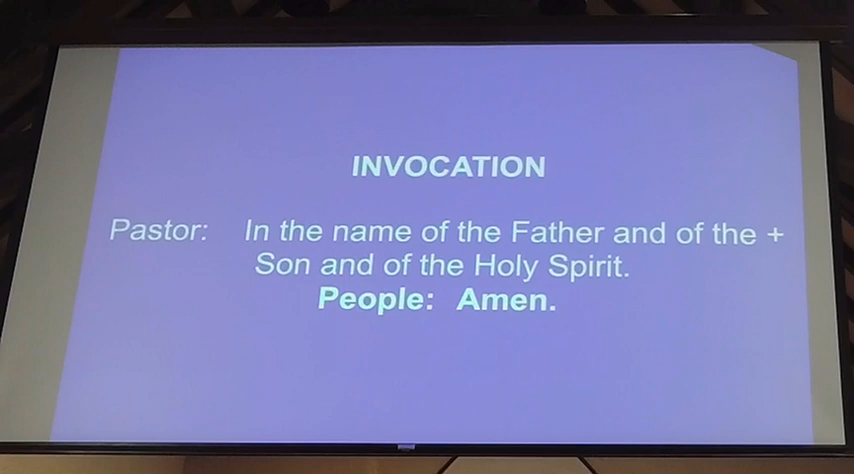 INVOCATION
Pastor: In the name of the Father and of the +
Son and of the Holy Spirit.
People: Amen.